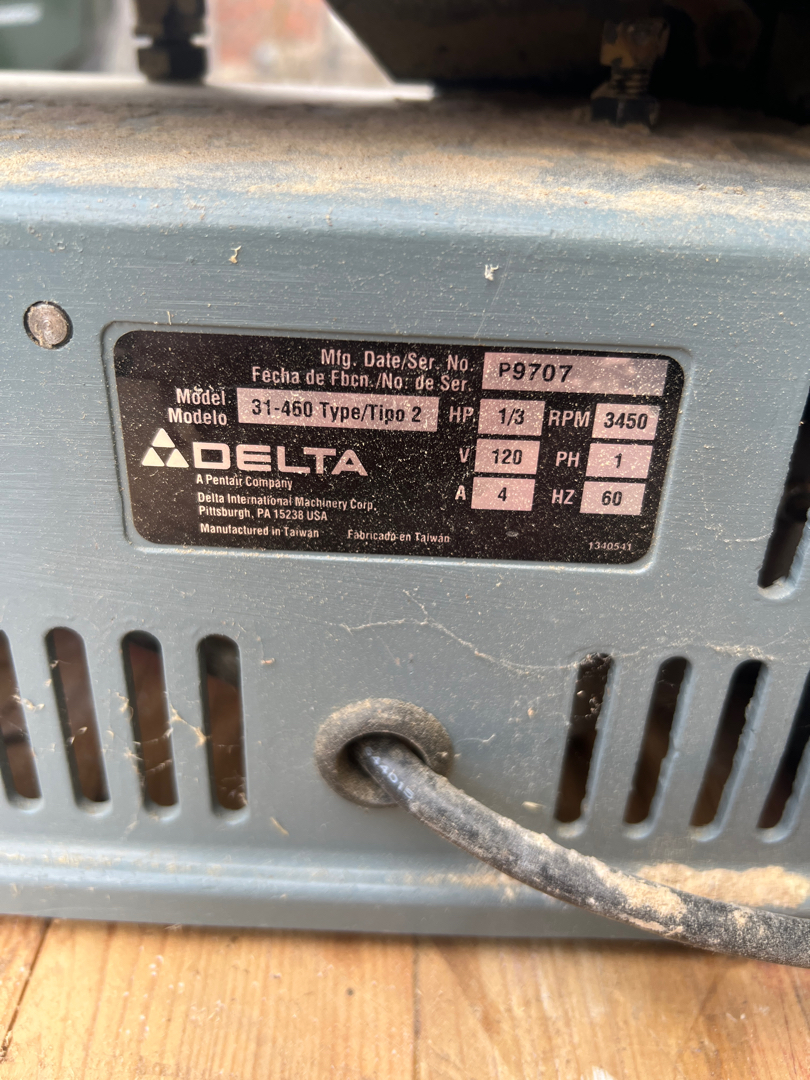 Mfg. Date/Ser. No. P9707
Fecha de Fbcn./No. de Ser.
Model 31-460 Type/Tipo 2 HP 1/3 RPM 3450
Modelo
DELTA V 120 PH 1
A Pentair Company
A 4 HZ 60
Delta International Machinery Corp.
Pittsburgh, PA 15238 USA
Manufactured in Taiwan Fabricado en Taiwán
1340541